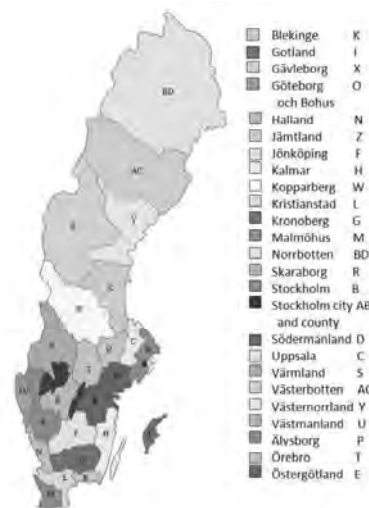 BD
AC
Y
Z
X
W
Blekinge K
Gotland I
Gävleborg X
Göteborg O
och Bohus
Halland N
Jämtland Z
Jönköping F
Kalmar H
Kopparberg W
Kristianstad L
Kronoberg G
Malmöhus M
Norrbotten BD
Skaraborg R
Stockholm B
Stockholm city AB
and county
Södermanland D
Uppsala C
Värmland S
Västerbotten AC
Västernorrland Y
Västmanland U
Älysborg P
Örebro T
Östergötland E